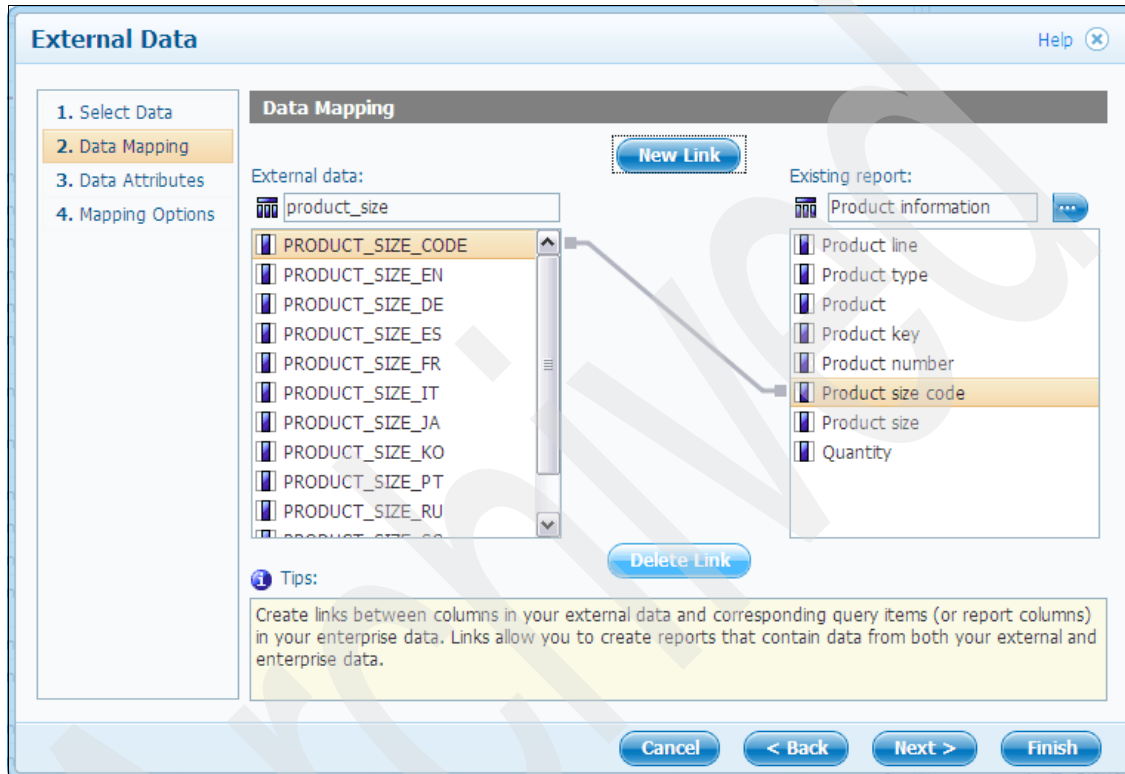 External Data
Help
1. Select Data
2. Data Mapping
3. Data Attributes
4. Mapping Options
Data Mapping
New Link
External data:
product_size
PRODUCT_SIZE_CODE
PRODUCT_SIZE_EN
PRODUCT_SIZE_DE
PRODUCT_SIZE_ES
PRODUCT_SIZE_FR
PRODUCT_SIZE_IT
PRODUCT_SIZE_JA
PRODUCT_SIZE_KO
PRODUCT_SIZE_PT
PRODUCT_SIZE_RU
Existing report:
Product information
...
Product line
Product type
Product
Product key
Product number
Product size code
Product size
Quantity
Delete Link
Tips:
Create links between columns in your external data and corresponding query items (or report columns)
in your enterprise data. Links allow you to create reports that contain data from both your external and
enterprise data.
Cancel
< Back
Next >
Finish
Archived